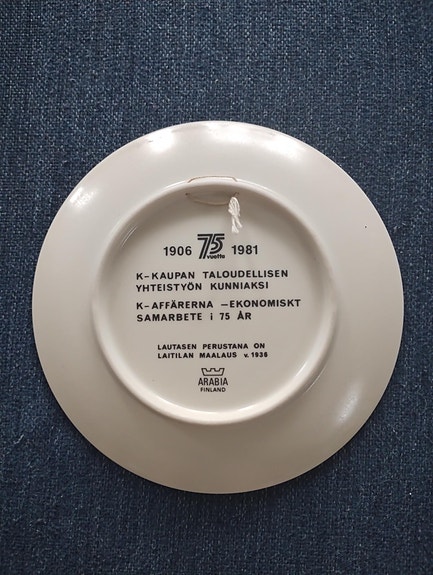 1906 75 vuotta 1981
K-KAUPAN TALOUDELLISEN
YHTEISTYÖN KUNNIAKSI
K-AFFÄRERNA -EKONOMISKT
SAMARBETE i 75 ÅR
LAUTASEN PERUSTANA ON
LAITILAN MAALAUS v. 1936
ARABIA
FINLAND